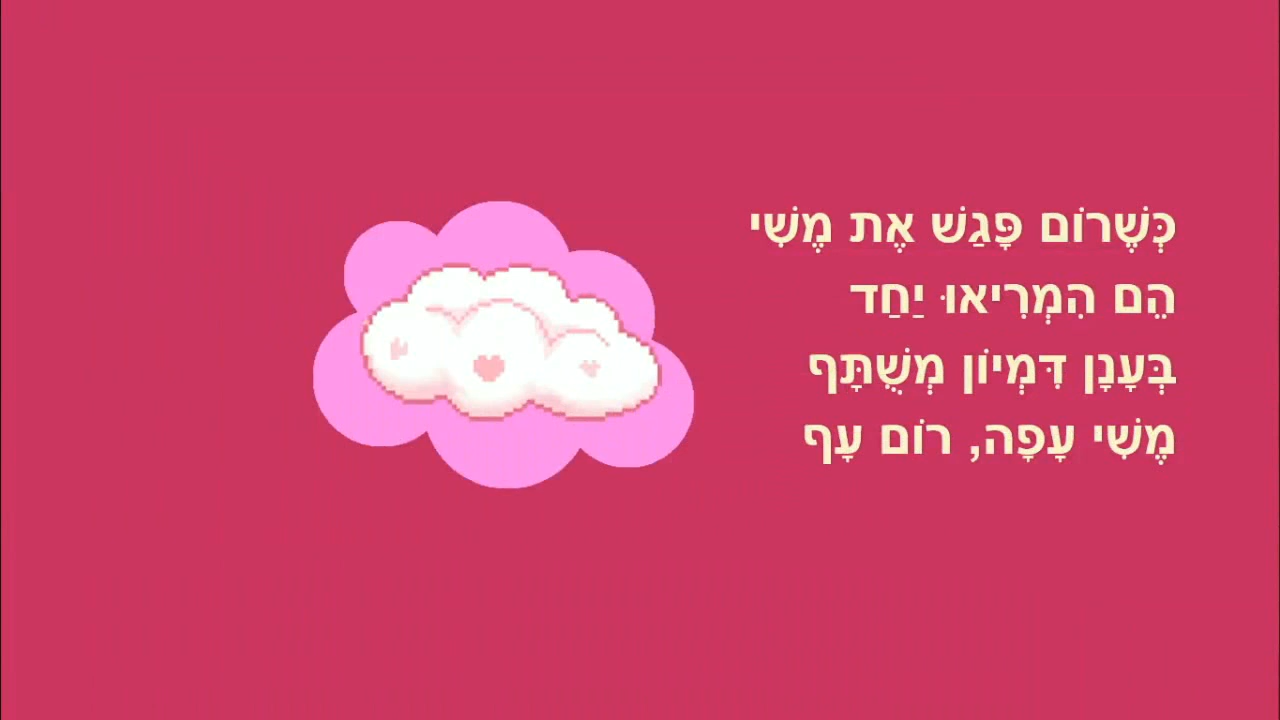 כְּשֶׁרוֹם פָּגַשׁ אֶת מֶשִׁי
הֵם הִמְרִיאוּ יַחַד
בְּעָנָן דִּמְיוֹן מְשֻׁתָּף
מֶשִׁי עָפָה, רוֹם עָף